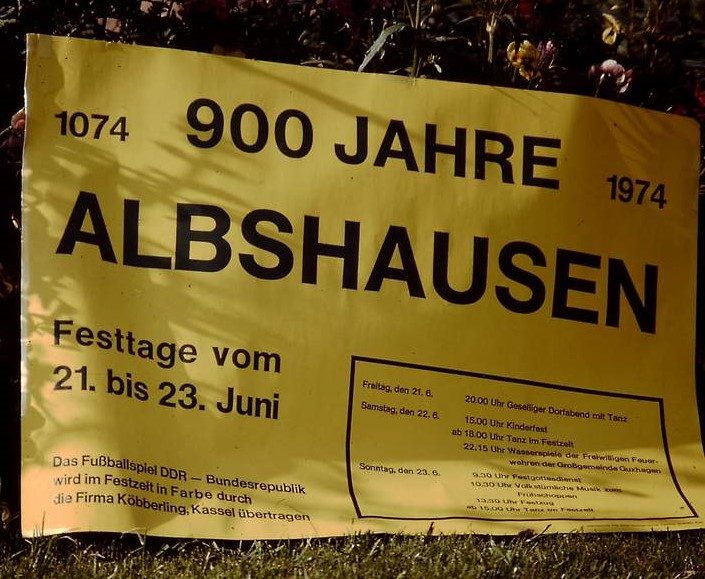 1074 900 JAHRE 1974
ALBSHAUSEN
Festtage vom
21. bis 23. Juni
Das Fußballspiel DDR — Bundesrepublik
wird im Festzelt in Farbe durch
die Firma Köbberling, Kassel übertragen
Freitag, den 21. 6. 20.00 Uhr Geselliger Dorfabend mit Tanz
Samstag, den 22. 6. 15.00 Uhr Kinderfest
ab 18.00 Uhr Tanz im Festzelt
22.15 Uhr Wasserspiele der Freiwilligen Feuer-
wehren der Großgemeinde Guxhagen
Sonntag, den 23. 6. 9.30 Uhr Festgottesdienst
10.30 Uhr Volkstümliche Musik zum
Frühschoppen
13.30 Uhr Festzug
ab 15.00 Uhr Tanz im Festzelt